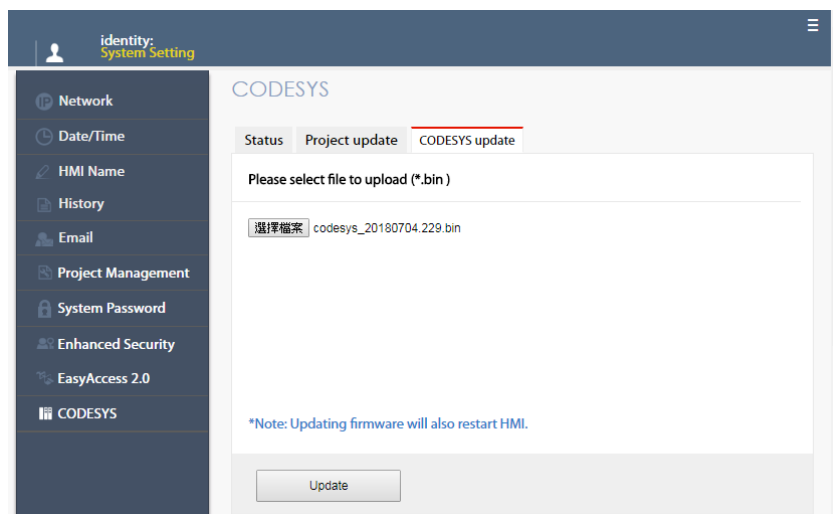 identity:
System Setting
Network
Date/Time
HMI Name
History
Email
Project Management
System Password
Enhanced Security
EasyAccess 2.0
CODESYS
CODESYS
Status Project update CODESYS update
Please select file to upload (*.bin )
選擇檔案 codesys_20180704.229.bin
*Note: Updating firmware will also restart HMI.
Update